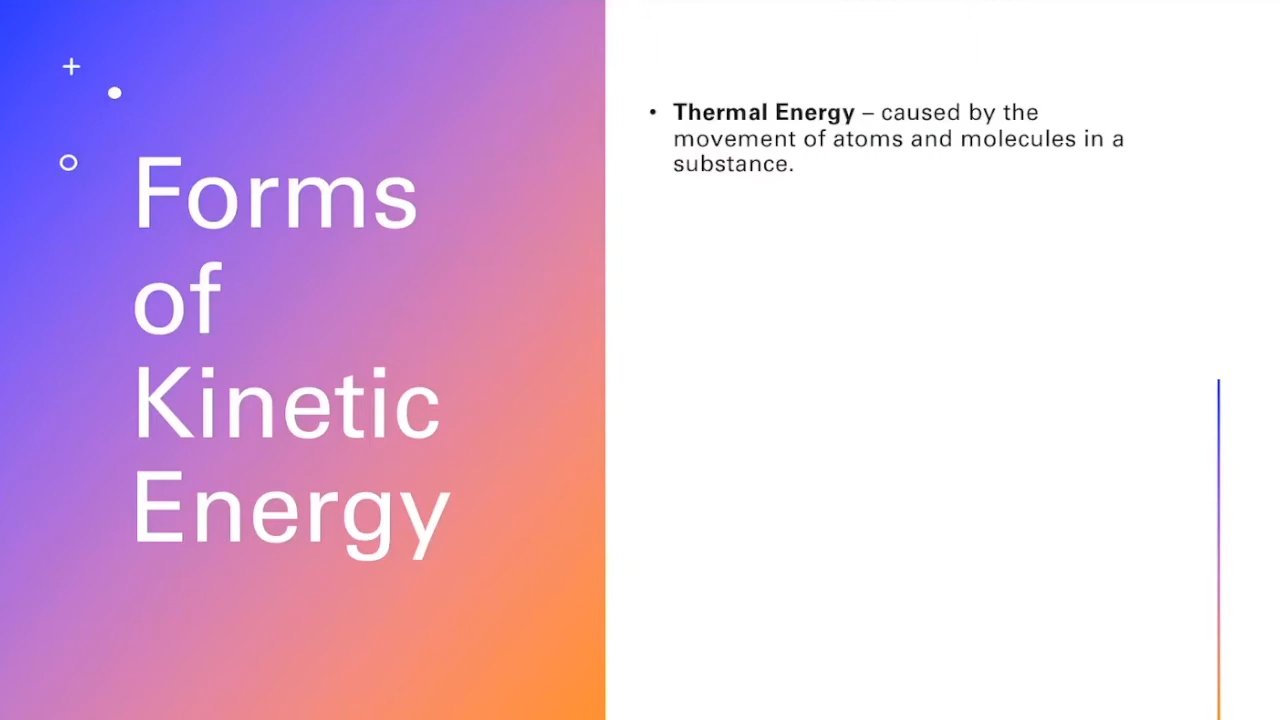 Forms
of
Kinetic
Energy
• Thermal Energy – caused by the
movement of atoms and molecules in a
substance.